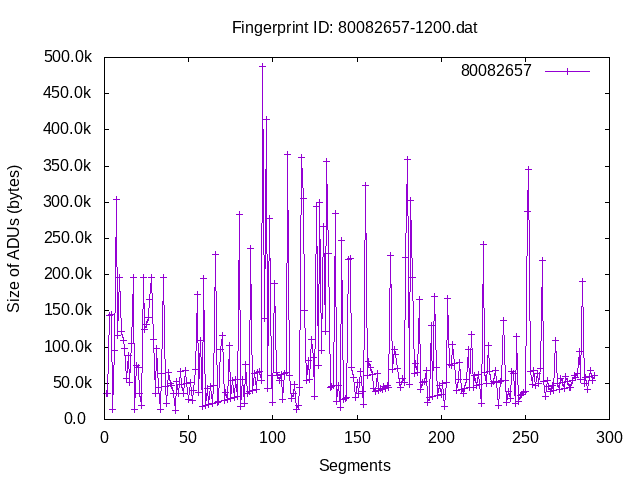 Fingerprint ID: 80082657-1200.dat
80082657
500.0k
450.0k
400.0k
350.0k
300.0k
250.0k
200.0k
150.0k
100.0k
50.0k
0.0
Size of ADUs (bytes)
0 50 100 150 200 250 300
Segments